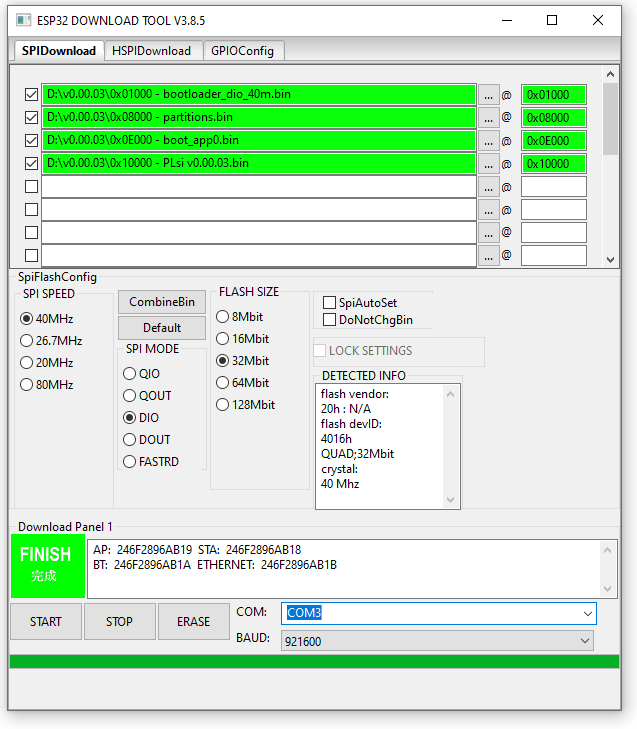 ESP32 DOWNLOAD TOOL V3.8.5
SPIDownload HSPIDownload GPIOConfig
D:\v0.00.03\0x01000 - bootloader_dio_40m.bin ... @ 0x01000
D:\v0.00.03\0x08000 - partitions.bin ... @ 0x08000
D:\v0.00.03\0x0E000 - boot_app0.bin ... @ 0x0E000
D:\v0.00.03\0x10000 - PLsi v0.00.03.bin ... @ 0x10000
... @
... @
... @
... @
SpiFlashConfig
SPI SPEED
40MHz
26.7MHz
20MHz
80MHz
CombineBin
Default
SPI MODE
QIO
QOUT
DIO
DOUT
FASTRD
FLASH SIZE
8Mbit
16Mbit
32Mbit
64Mbit
128Mbit
SpiAutoSet
DoNotChgBin
LOCK SETTINGS
DETECTED INFO
flash vendor:
20h : N/A
flash devID:
4016h
QUAD;32Mbit
crystal:
40 Mhz
Download Panel 1
FINISH
完成
AP: 246F2896AB19 STA: 246F2896AB18
BT: 246F2896AB1A ETHERNET: 246F2896AB1B
START STOP ERASE
COM: COM3
BAUD: 921600